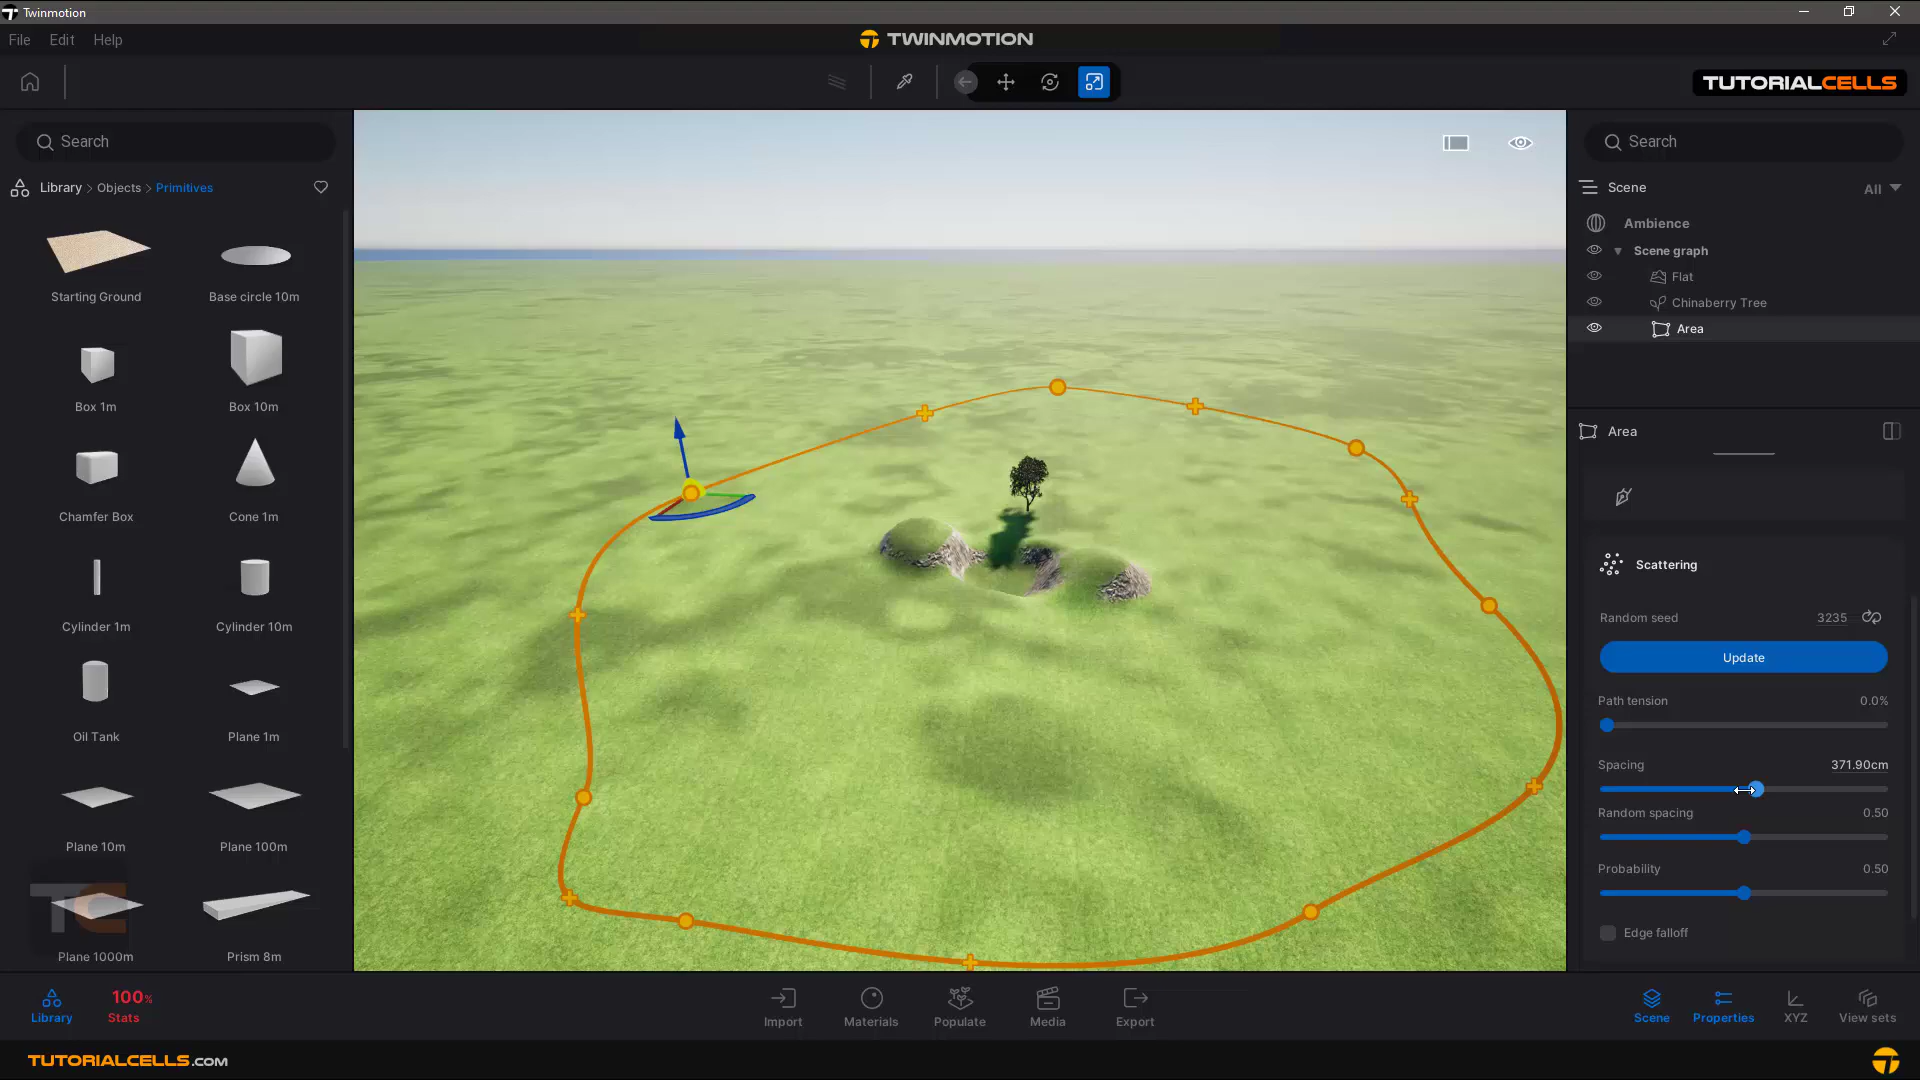 Twinmotion
File Edit Help
TWINMOTION
TUTORIALCELLS
Search
Library > Objects > Primitives
Starting Ground
Base circle 10m
Box 1m
Box 10m
Chamfer Box
Cone 1m
Cylinder 1m
Cylinder 10m
Oil Tank
Plane 1m
Plane 10m
Plane 100m
TC
Plane 1000m
Prism 8m
Search
Scene
All
Ambience
Scene graph
Flat
Chinaberry Tree
Area
Area
Scattering
Random seed 3235
Update
Path tension 0.0%
Spacing 371.90cm
Random spacing 0.50
Probability 0.50
Edge falloff
Library
100%
Stats
Import
Materials
Populate
Media
Export
Scene
Properties
XYZ
View sets
TUTORIALCELLS.COM